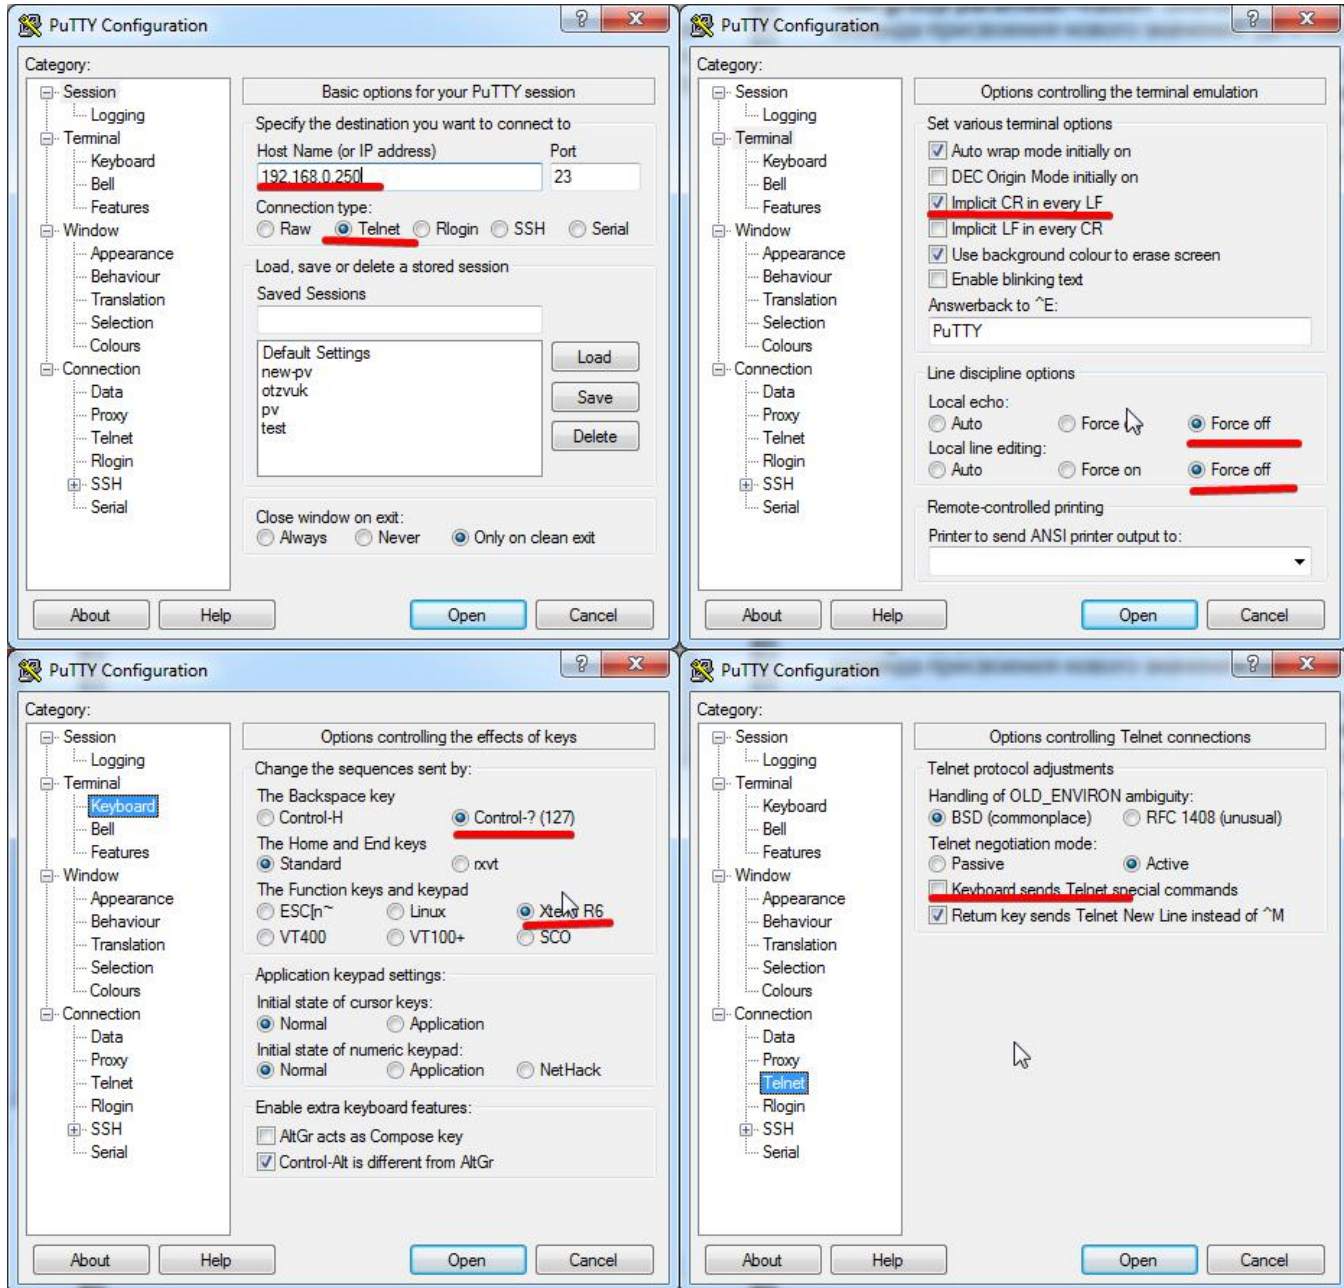 PuTTY Configuration
Category:
Session
Logging
Terminal
Keyboard
Bell
Features
Window
Appearance
Behaviour
Translation
Selection
Colours
Connection
Data
Proxy
Telnet
Rlogin
SSH
Serial
Basic options for your PuTTY session
Specify the destination you want to connect to
Host Name (or IP address) Port
192.168.0.250 23
Connection type:
Raw Telnet Rlogin SSH Serial
Load, save or delete a stored session
Saved Sessions
Default Settings
new-pv
otzvuk
pv
test
Load
Save
Delete
Close window on exit:
Always Never Only on clean exit
About Help Open Cancel
PuTTY Configuration
Category:
Session
Logging
Terminal
Keyboard
Bell
Features
Window
Appearance
Behaviour
Translation
Selection
Colours
Connection
Data
Proxy
Telnet
Rlogin
SSH
Serial
Options controlling the terminal emulation
Set various terminal options
Auto wrap mode initially on
DEC Origin Mode initially on
Implicit CR in every LF
Implicit LF in every CR
Use background colour to erase screen
Enable blinking text
Answerback to ^E:
PuTTY
Line discipline options
Local echo:
Auto Force Force off
Local line editing:
Auto Force on Force off
Remote-controlled printing
Printer to send ANSI printer output to:
About Help Open Cancel
PuTTY Configuration
Category:
Session
Logging
Terminal
Keyboard
Bell
Features
Window
Appearance
Behaviour
Translation
Selection
Colours
Connection
Data
Proxy
Telnet
Rlogin
SSH
Serial
Options controlling the effects of keys
Change the sequences sent by:
The Backspace key
Control-H Control-? (127)
The Home and End keys
Standard rxvt
The Function keys and keypad
ESC[n~ Linux Xterm R6
VT400 VT100+ SCO
Application keypad settings:
Initial state of cursor keys:
Normal Application
Initial state of numeric keypad:
Normal Application NetHack
Enable extra keyboard features:
AltGr acts as Compose key
Control-Alt is different from AltGr
About Help Open Cancel
PuTTY Configuration
Category:
Session
Logging
Terminal
Keyboard
Bell
Features
Window
Appearance
Behaviour
Translation
Selection
Colours
Connection
Data
Proxy
Telnet
Rlogin
SSH
Serial
Options controlling Telnet connections
Telnet protocol adjustments
Handling of OLD_ENVIRON ambiguity:
BSD (commonplace) RFC 1408 (unusual)
Telnet negotiation mode:
Passive Active
Keyboard sends Telnet special commands
Return key sends Telnet New Line instead of ^M
About Help Open Cancel